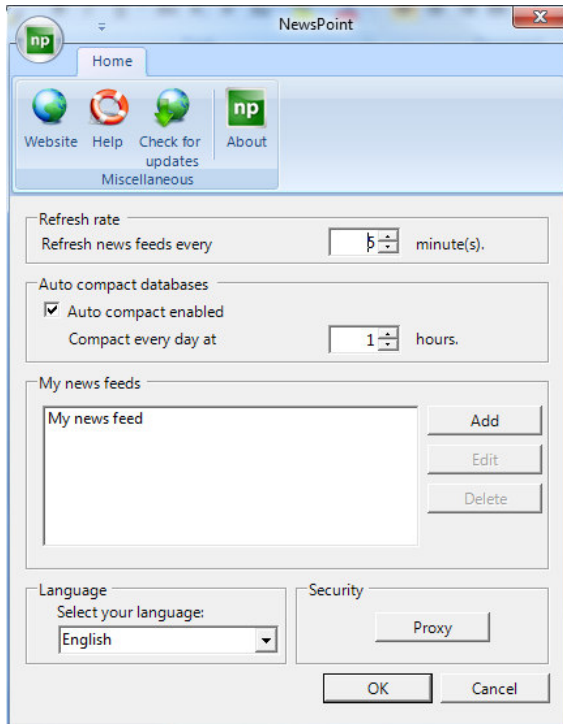 NewsPoint
np
Home
np
Website Help Check for updates About
Miscellaneous
Refresh rate
Refresh news feeds every 5 minute(s).
Auto compact databases
Auto compact enabled
Compact every day at 1 hours.
My news feeds
My news feed
Add
Edit
Delete
Language
Select your language:
English
Security
Proxy
OK Cancel